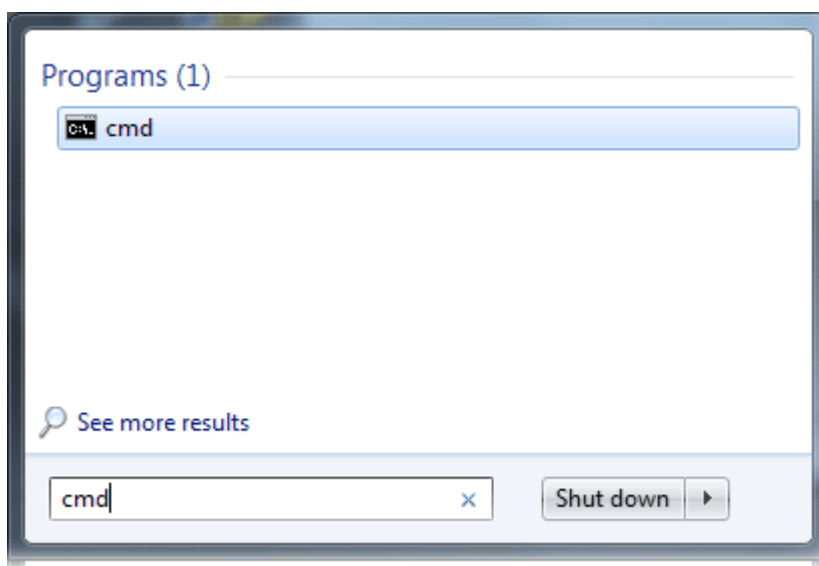 Programs (1)
C:\. cmd
See more results
cmd
Shut down